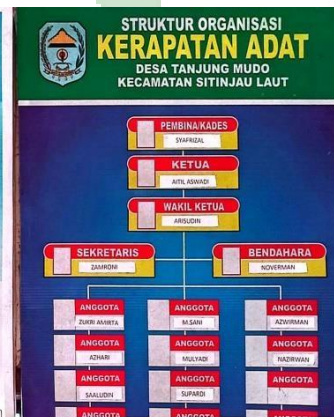 STRUKTUR ORGANISASI
KERAPATAN ADAT
DESA TANJUNG MUDO
KECAMATAN SITINJAU LAUT
PEMBINA/KADES
SYAFRIZAL
KETUA
AITIL ASWADI
WAKIL KETUA
ARISUDIN
SEKRETARIS
ZAMRONI
BENDAHARA
NOVERMAN
ANGGOTA
ZUKRI AMIRTA
ANGGOTA
M.SANI
ANGGOTA
AZWIRMAN
ANGGOTA
AZHARI
ANGGOTA
MULYADI
ANGGOTA
NAZIRWAN
ANGGOTA
SAALUDIN
ANGGOTA
SUPARDI
ANGGOTA
ANGGOTA
ANGGOTA
ANGGOTA